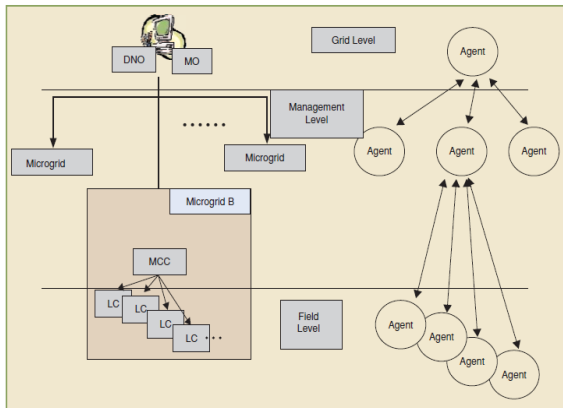 DNO
MO
Grid Level
Agent
Management
Level
......
Microgrid
Microgrid
Agent
Agent
Agent
Microgrid B
MCC
LC
LC
LC
LC ...
Field
Level
Agent
Agent
Agent
Agent